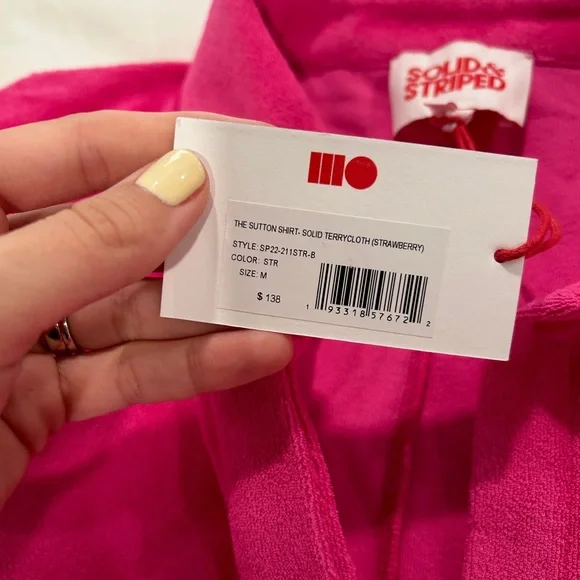 SOLID &
STRIPED
THE SUTTON SHIRT- SOLID TERRYCLOTH (STRAWBERRY)
STYLE: SP22-211STR-B
COLOR: STR
SIZE: M
$ 138
1 93318 57672 2